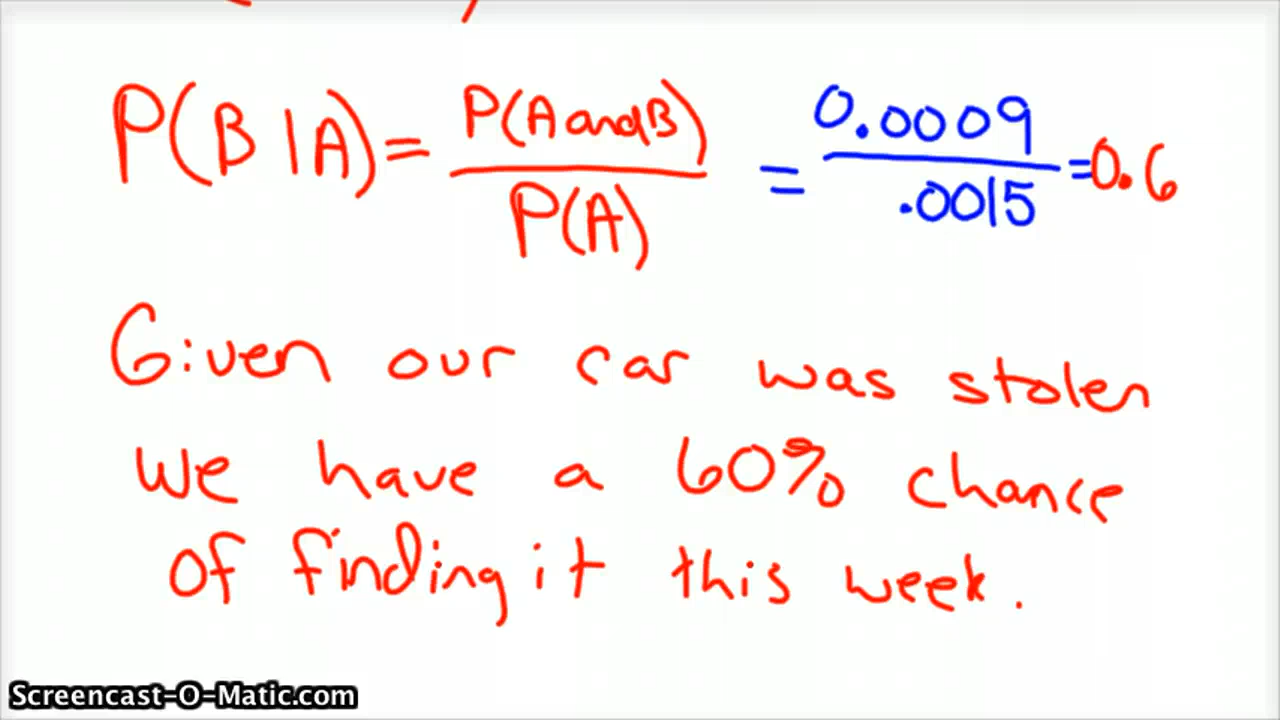 P(B|A) = P(A and B) / P(A) = 0.0009 / .0015 = 0.6
Given our car was stolen
we have a 60% chance
of finding it this week.
Screencast-O-Matic.com